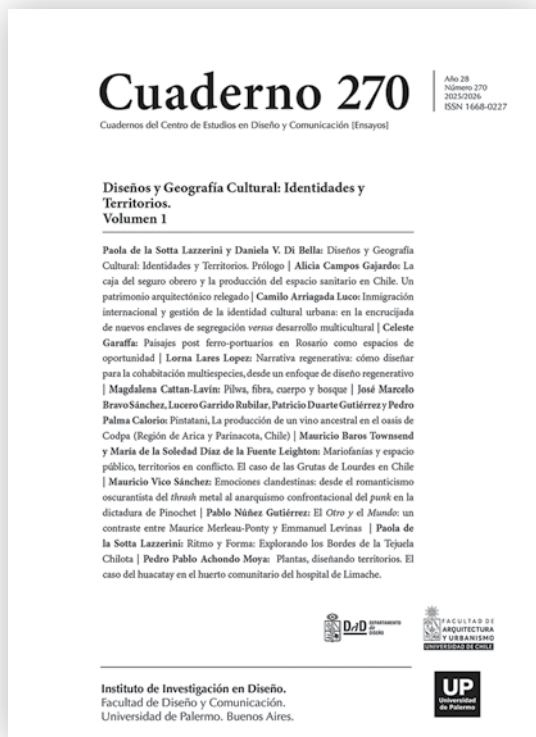 Cuaderno 270
Año 28
Número 270
2025/2026
ISSN 1668-0227
Cuadernos del Centro de Estudios en Diseño y Comunicación [Ensayos]
Diseños y Geografía Cultural: Identidades y
Territorios.
Volumen 1
Paola de la Sotta Lazzerini y Daniela V. Di Bella: Diseños y Geografía
Cultural: Identidades y Territorios. Prólogo | Alicia Campos Gajardo: La
caja del seguro obrero y la producción del espacio sanitario en Chile. Un
patrimonio arquitectónico relegado | Camilo Arriagada Luco: Inmigración
internacional y gestión de la identidad cultural urbana: en la encrucijada
de nuevos enclaves de segregación versus desarrollo multicultural | Celeste
Garaffa: Paisajes post ferro-portuarios en Rosario como espacios de
oportunidad | Lorna Lares Lopez: Narrativa regenerativa: cómo diseñar
para la cohabitación multiespecies, desde un enfoque de diseño regenerativo
| Magdalena Cattan-Lavín: Pilwa, fibra, cuerpo y bosque | José Marcelo
Bravo Sánchez, Lucero Garrido Rubilar, Patricio Duarte Gutiérrez y Pedro
Palma Calorio: Pintatani, La producción de un vino ancestral en el oasis de
Codpa (Región de Arica y Parinacota, Chile) | Mauricio Baros Townsend
y María de la Soledad Díaz de la Fuente Leighton: Mariofanías y espacio
público, territorios en conflicto. El caso de las Grutas de Lourdes en Chile
| Mauricio Vico Sánchez: Emociones clandestinas: desde el romanticismo
oscurantista del thrash metal al anarquismo confrontacional del punk en la
dictadura de Pinochet | Pablo Núñez Gutiérrez: El Otro y el Mundo: un
contraste entre Maurice Merleau-Ponty y Emmanuel Levinas | Paola de
la Sotta Lazzerini: Ritmo y Forma: Explorando los Bordes de la Tejuela
Chilota | Pedro Pablo Achondo Moya: Plantas, diseñando territorios. El
caso del huacatay en el huerto comunitario del hospital de Limache.
DAD DEPARTAMENTO
de
DISEÑO
FACULTAD DE
ARQUITECTURA
Y URBANISMO
UNIVERSIDAD DE CHILE
Instituto de Investigación en Diseño.
Facultad de Diseño y Comunicación.
Universidad de Palermo. Buenos Aires.
UP
Universidad
de Palermo